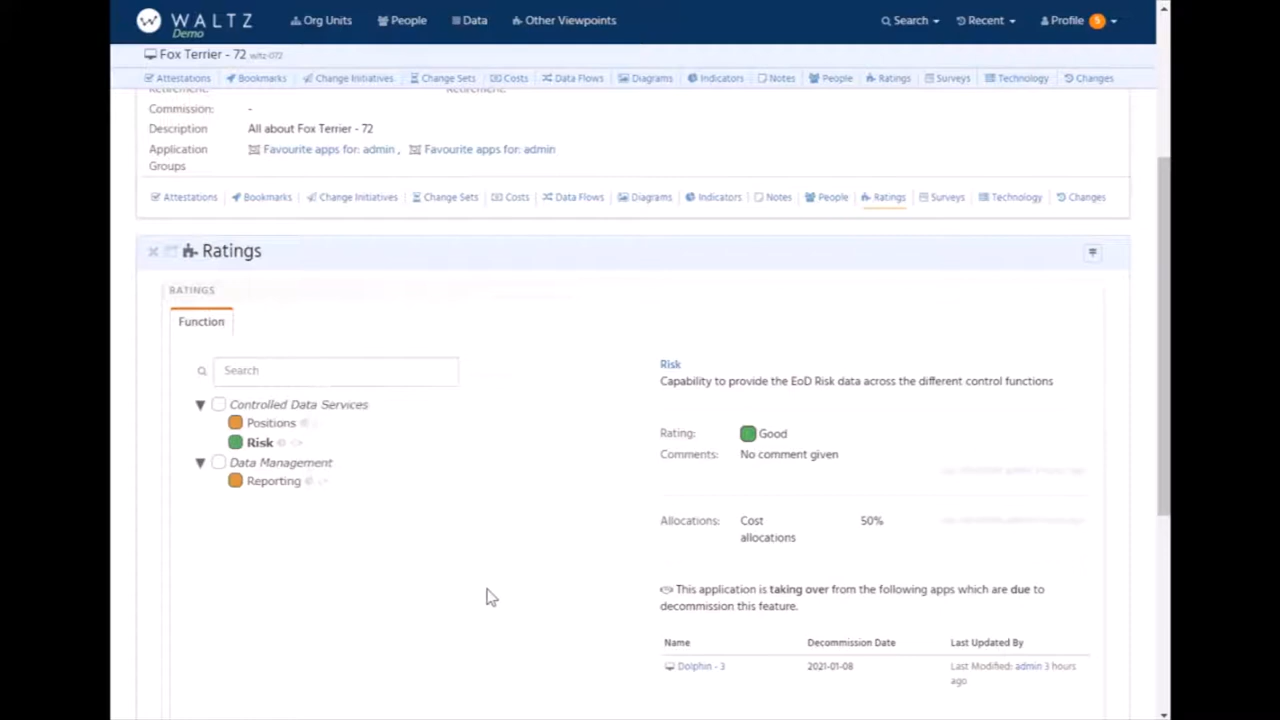 WALTZ
Demo
Org Units People Data Other Viewpoints Search Recent Profile 5
Fox Terrier - 72 wltz-072
Attestations Bookmarks Change Initiatives Change Sets Costs Data Flows Diagrams Indicators Notes People Ratings Surveys Technology Changes
Commission: -
Description All about Fox Terrier - 72
Application Groups Favourite apps for: admin , Favourite apps for: admin
Attestations Bookmarks Change Initiatives Change Sets Costs Data Flows Diagrams Indicators Notes People Ratings Surveys Technology Changes
Ratings
RATINGS
Function
Search
Controlled Data Services
Positions
Risk
Data Management
Reporting
Risk
Capability to provide the EoD Risk data across the different control functions
Rating: Good
Comments: No comment given
Allocations: Cost 50%
allocations
This application is taking over from the following apps which are due to
decommission this feature.
Name Decommission Date Last Updated By
Dolphin - 3 2021-01-08 Last Modified: admin 3 hours
ago